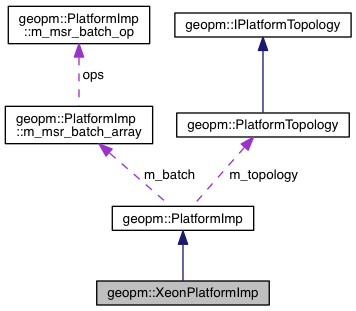 geopm::PlatformImp
::m_msr_batch_op
geopm::IPlatformTopology
ops
geopm::PlatformImp
::m_msr_batch_array
geopm::PlatformTopology
m_batch
m_topology
geopm::PlatformImp
geopm::XeonPlatformImp